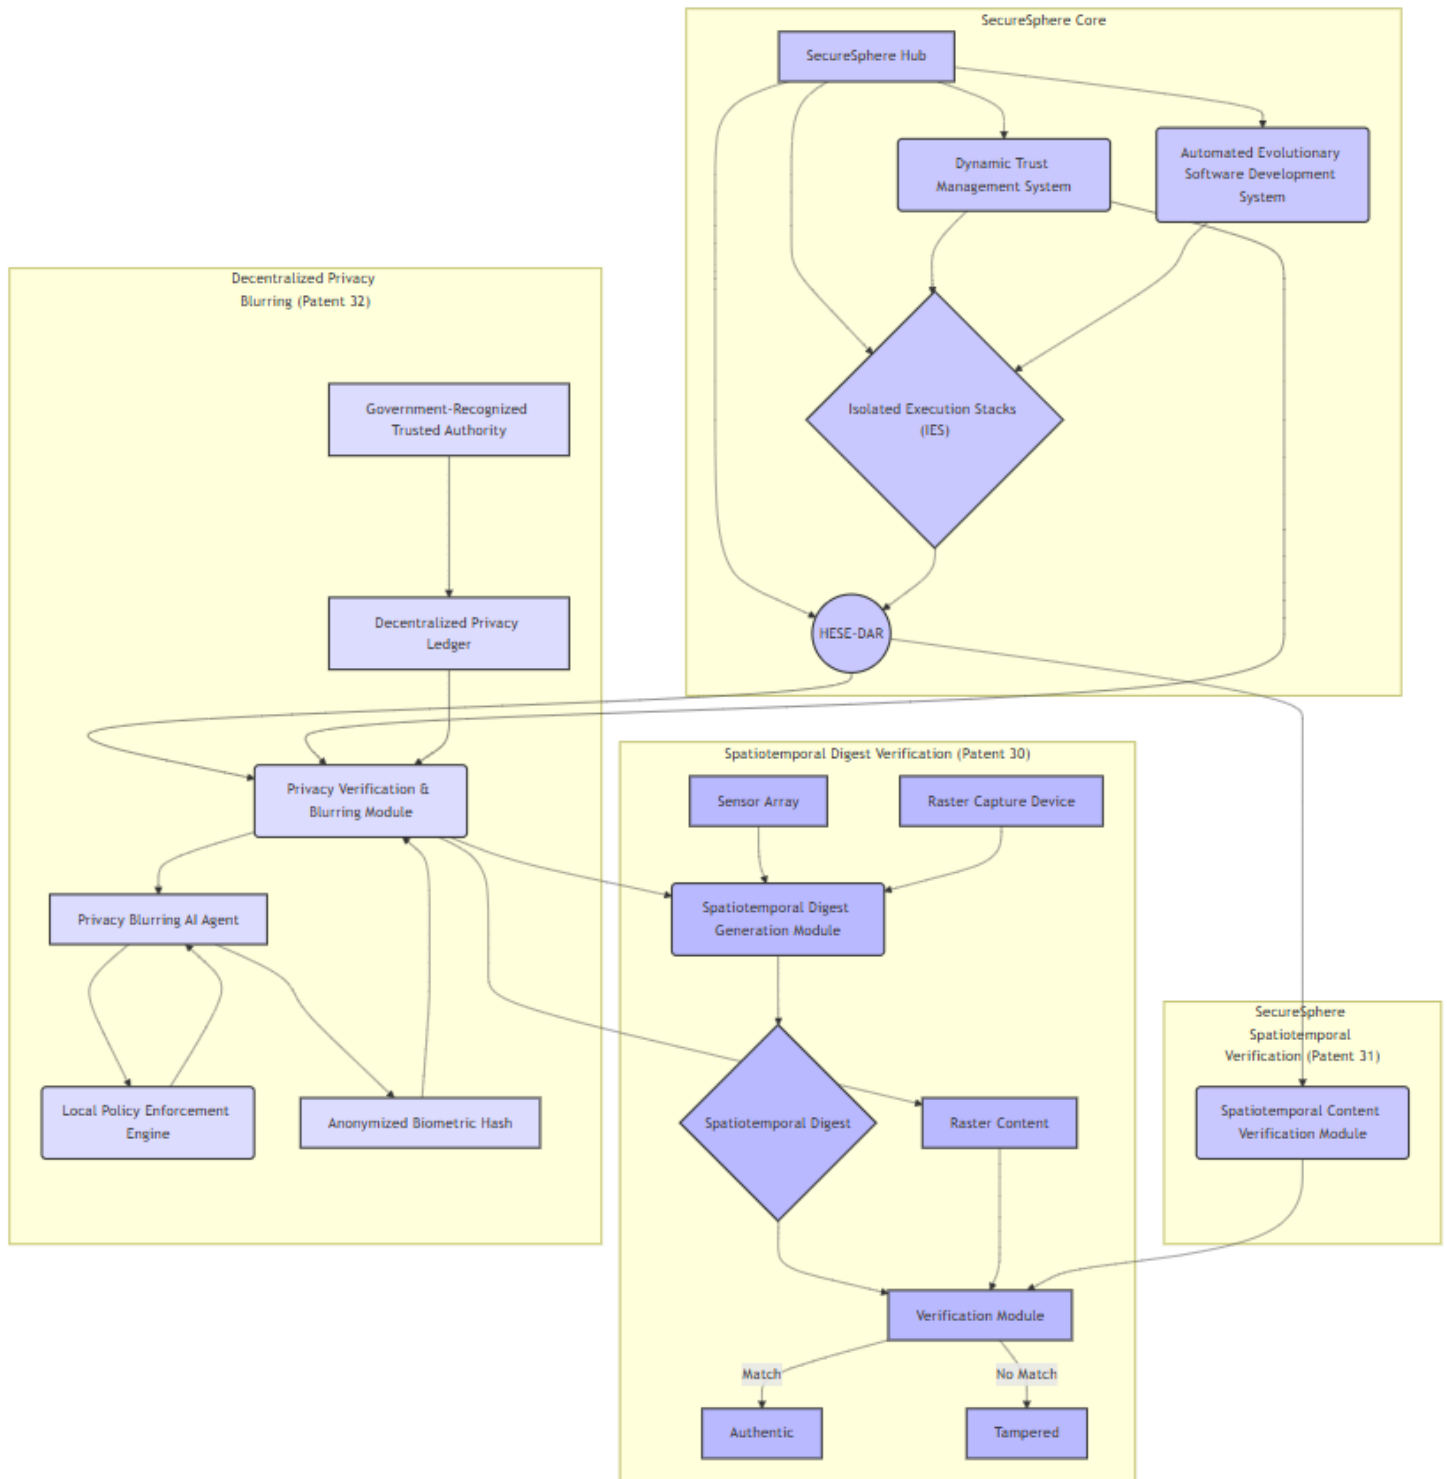 SecureSphere Core
SecureSphere Hub
Dynamic Trust
Management System
Automated Evolutionary
Software Development
System
Isolated Execution Stacks
(IES)
HESE-DAR
Decentralized Privacy
Blurring (Patent 32)
Government-Recognized
Trusted Authority
Decentralized Privacy
Ledger
Privacy Verification &
Blurring Module
Privacy Blurring AI Agent
Local Policy Enforcement
Engine
Anonymized Biometric Hash
Spatiotemporal Digest Verification (Patent 30)
Sensor Array
Raster Capture Device
Spatiotemporal Digest
Generation Module
Spatiotemporal Digest
Raster Content
Verification Module
Match
No Match
Authentic
Tampered
SecureSphere
Spatiotemporal
Verification (Patent 31)
Spatiotemporal Content
Verification Module